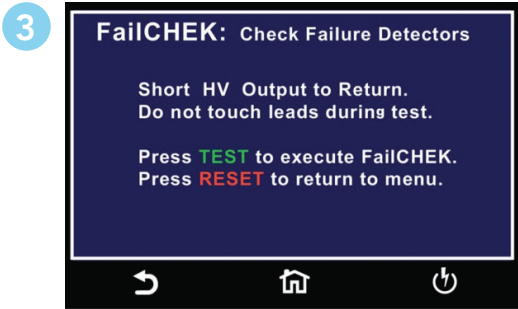 3
FailCHEK: Check Failure Detectors
Short HV Output to Return.
Do not touch leads during test.
Press TEST to execute FailCHEK.
Press RESET to return to menu.